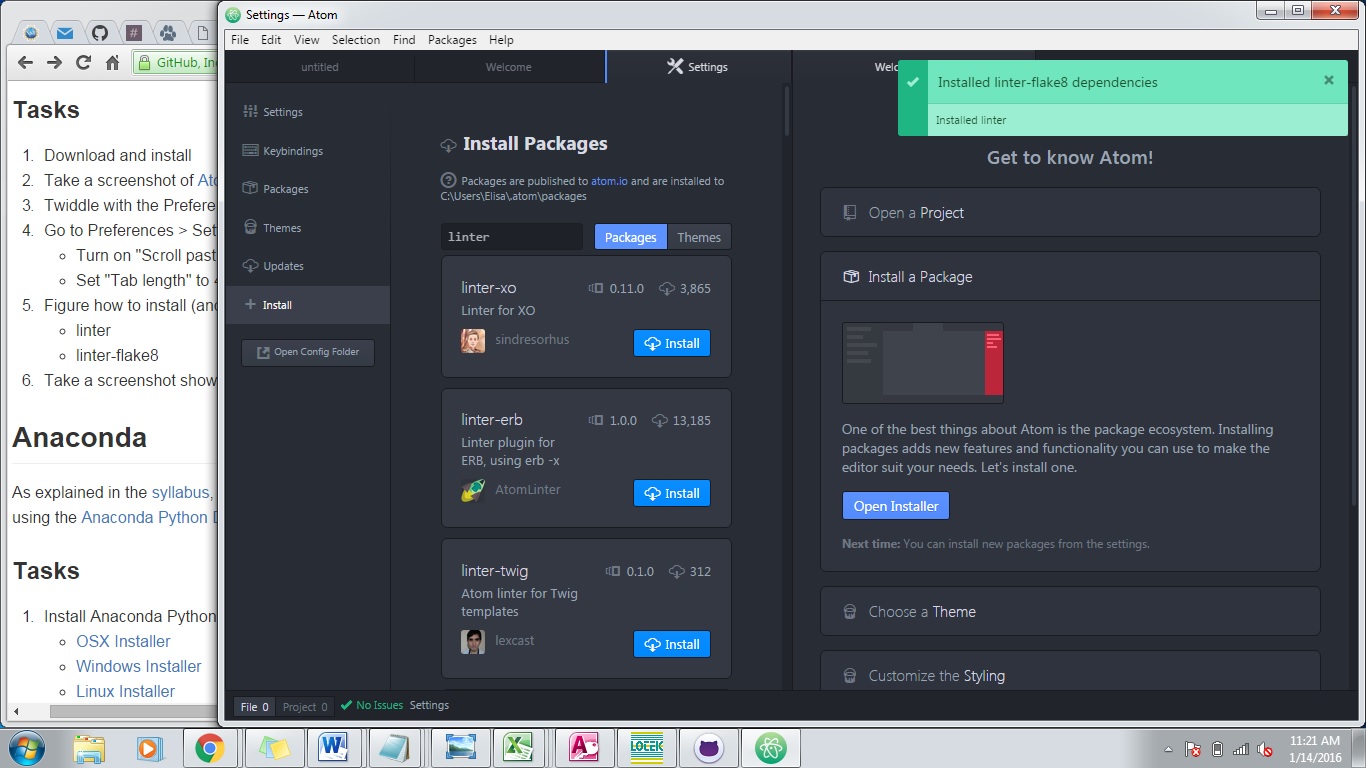 Settings — Atom
File Edit View Selection Find Packages Help
GitHub, In
Tasks
1. Download and install
2. Take a screenshot of Ato
3. Twiddle with the Prefere
4. Go to Preferences > Set
Turn on "Scroll past
Set "Tab length" to 4
5. Figure how to install (and
linter
linter-flake8
6. Take a screenshot show
Anaconda
As explained in the syllabus,
using the Anaconda Python D
Tasks
1. Install Anaconda Python
OSX Installer
Windows Installer
Linux Installer
untitled
Welcome
Settings
Welc
Settings
Keybindings
Packages
Themes
Updates
Install
Open Config Folder
Install Packages
Packages are published to atom.io and are installed to
C:\Users\Elisa\.atom\packages
linter
Packages Themes
linter-xo 0.11.0 3,865
Linter for XO
sindresorhus
Install
linter-erb 1.0.0 13,185
Linter plugin for
ERB, using erb -x
AtomLinter
Install
linter-twig 0.1.0 312
Atom linter for Twig
templates
lexcast
Install
Installed linter-flake8 dependencies
Installed linter
Get to know Atom!
Open a Project
Install a Package
One of the best things about Atom is the package ecosystem. Installing
packages adds new features and functionality you can use to make the
editor suit your needs. Let's install one.
Open Installer
Next time: You can install new packages from the settings.
Choose a Theme
Customize the Styling
File 0 Project 0 No Issues Settings
LOTEK
11:21 AM
1/14/2016